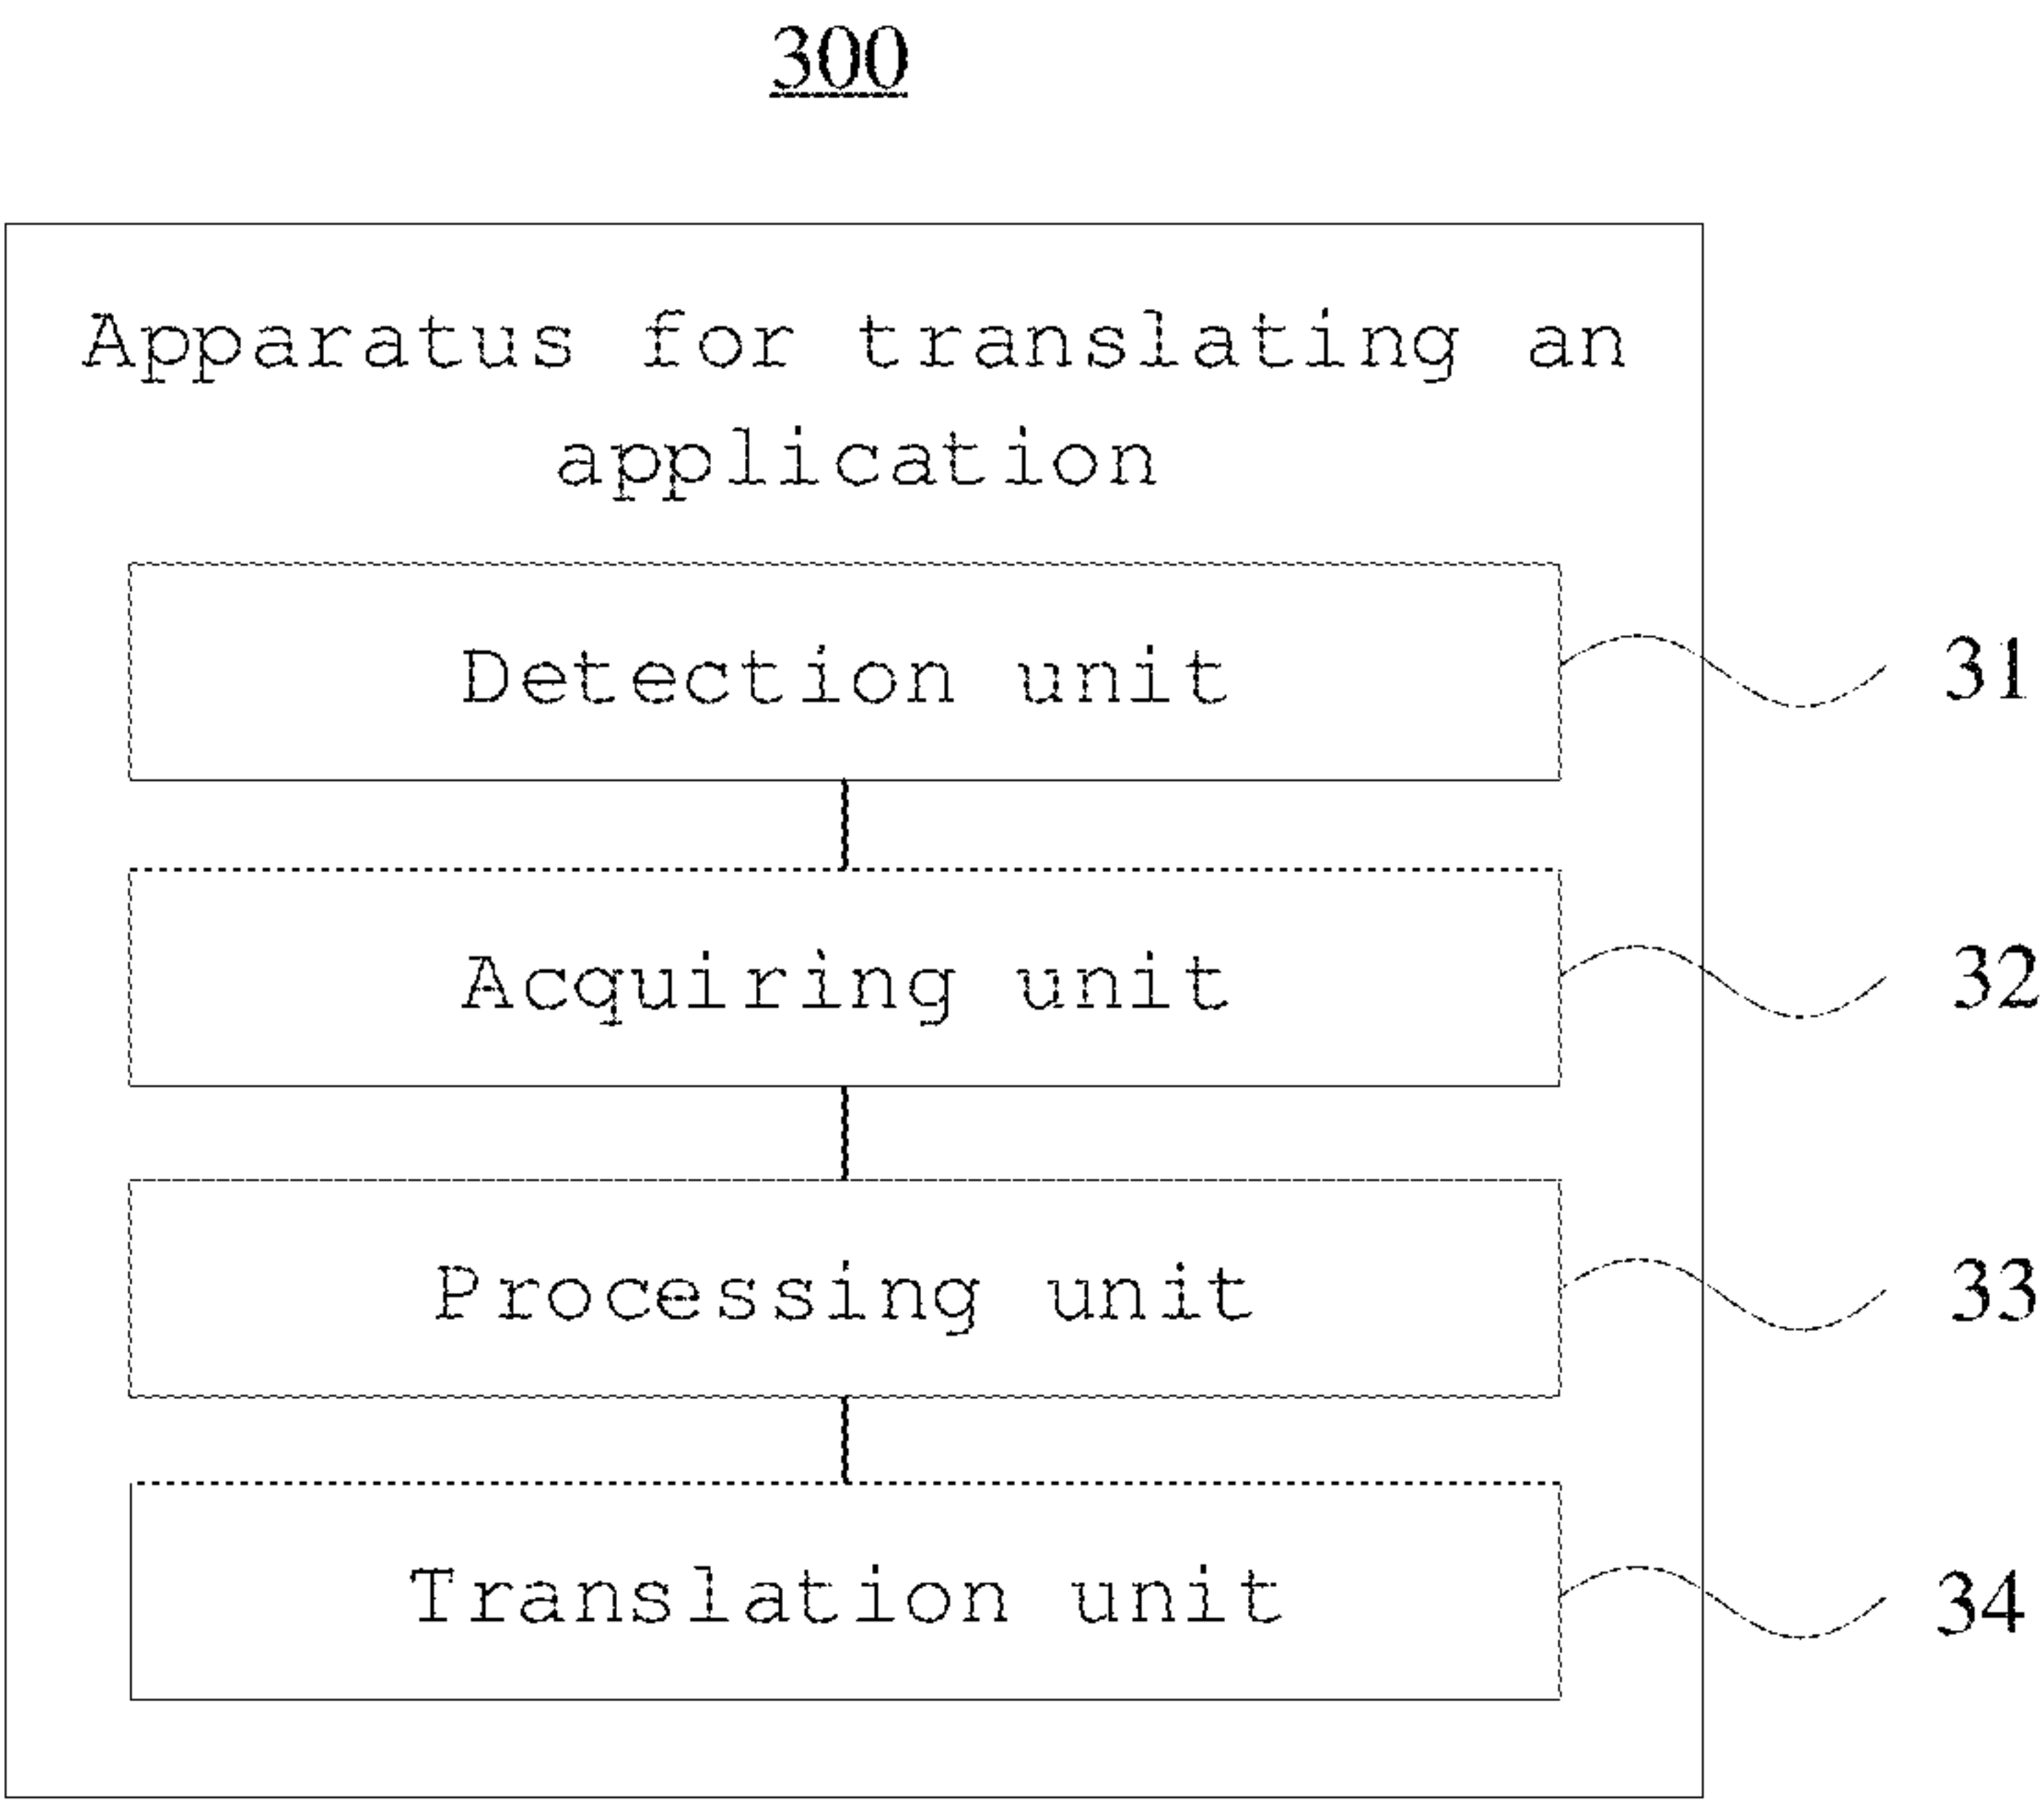 300
Apparatus for translating an
application
Detection unit
31
Acquiring unit
32
Processing unit
33
Translation unit
34